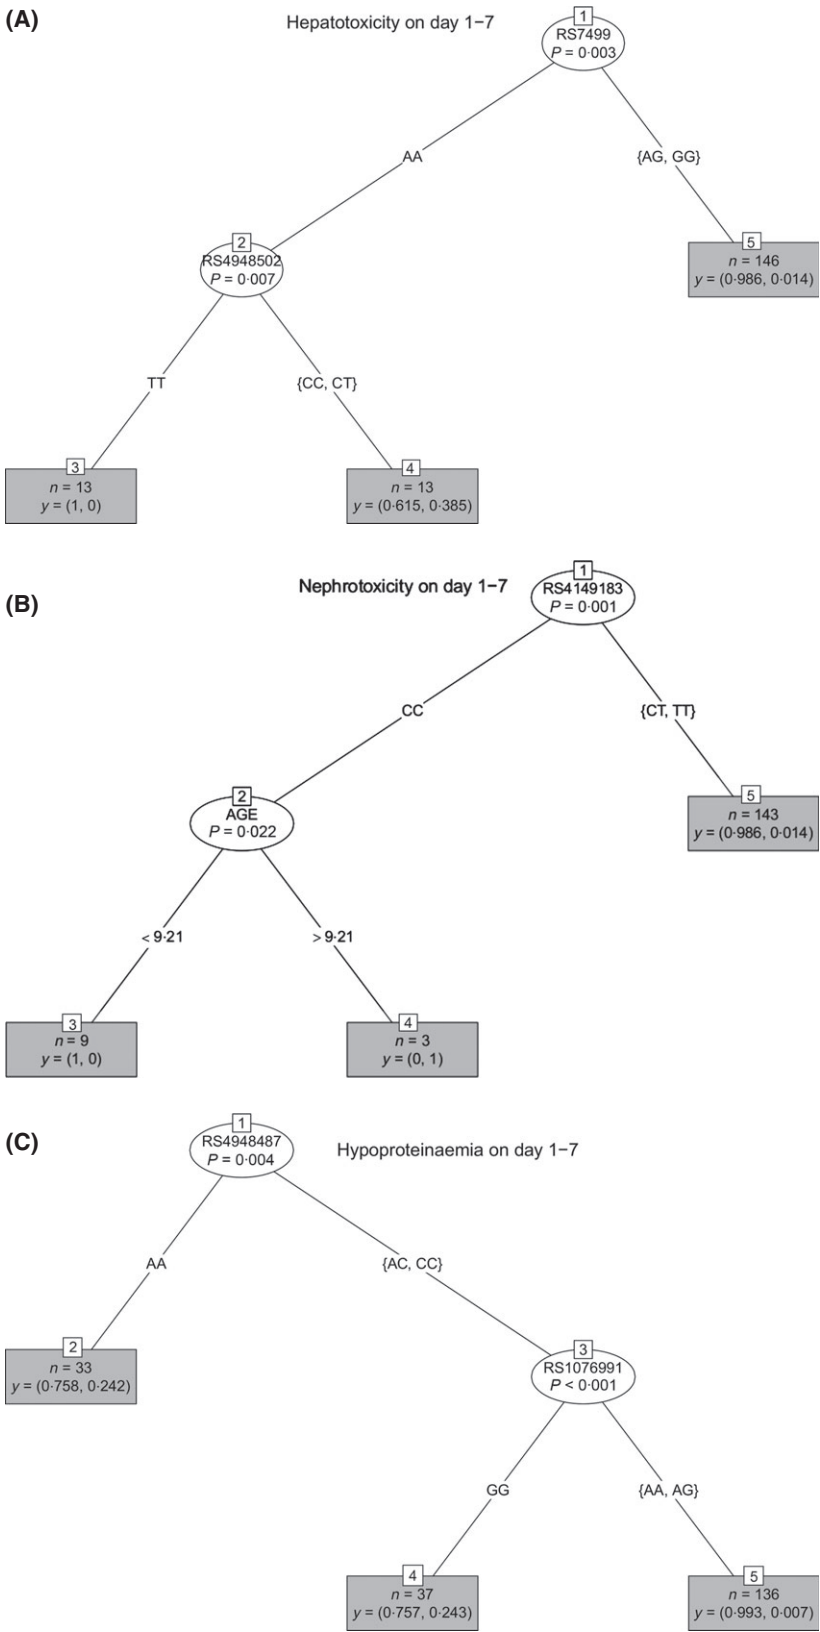 (A)
Hepatotoxicity on day 1−7
1
RS7499
P = 0·003
AA
{AG, GG}
2
RS4948502
P = 0·007
5
n = 146
y = (0·986, 0·014)
TT
{CC, CT}
3
n = 13
y = (1, 0)
4
n = 13
y = (0·615, 0·385)
(B)
Nephrotoxicity on day 1−7
1
RS4149183
P = 0·001
CC
{CT, TT}
2
AGE
P = 0·022
5
n = 143
y = (0·986, 0·014)
< 9·21
> 9·21
3
n = 9
y = (1, 0)
4
n = 3
y = (0, 1)
(C)
1
RS4948487
P = 0·004
Hypoproteinaemia on day 1−7
AA
{AC, CC}
2
n = 33
y = (0·758, 0·242)
3
RS1076991
P < 0·001
GG
{AA, AG}
4
n = 37
y = (0·757, 0·243)
5
n = 136
y = (0·993, 0·007)